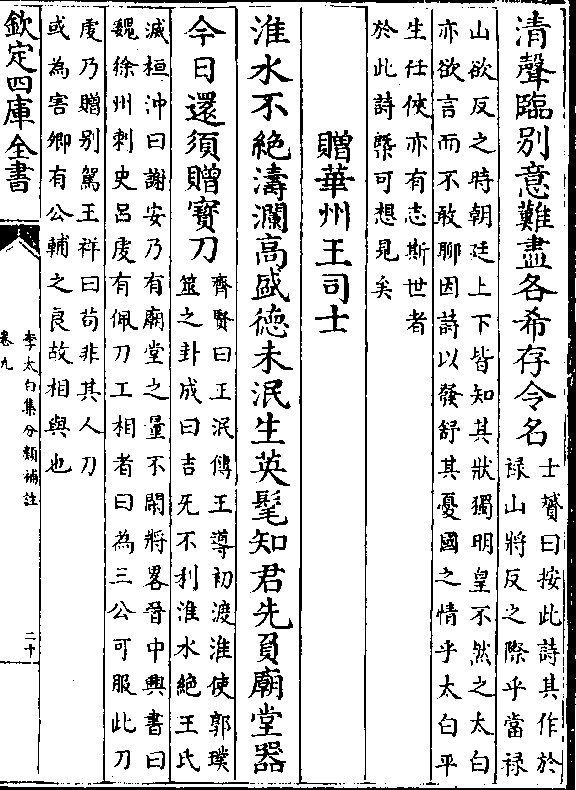 清聲臨别意難盡各希存令名
士贇曰按此詩其作於
祿山將反之際乎當祿
山欲反之時朝廷上下皆知其狀獨明皇不然之太白
亦欲言而不敢聊因詩以發舒其憂國之情乎太白平
生任俠亦有志斯世者
於此詩槩可想見矣
贈華州王司士
淮水不絶濤瀾高盛德未泯生英髦知君先負廟堂器
今日還須贈寳刀
齊賢曰王泯傳王導初渡淮使郭璞
筮之卦成曰吉旡不利淮水絶王氏
滅桓沖曰謝安乃有廟堂之量不閑將畧晉中興書曰
魏徐州刺史呂䖍有佩刀工相者曰為三公可服此刀
䖍乃贈别駕王祥曰苟非其人刀
或為害卿有公輔之良故相與也
欽定四庫全書
李太白集分類補註
卷九
二十